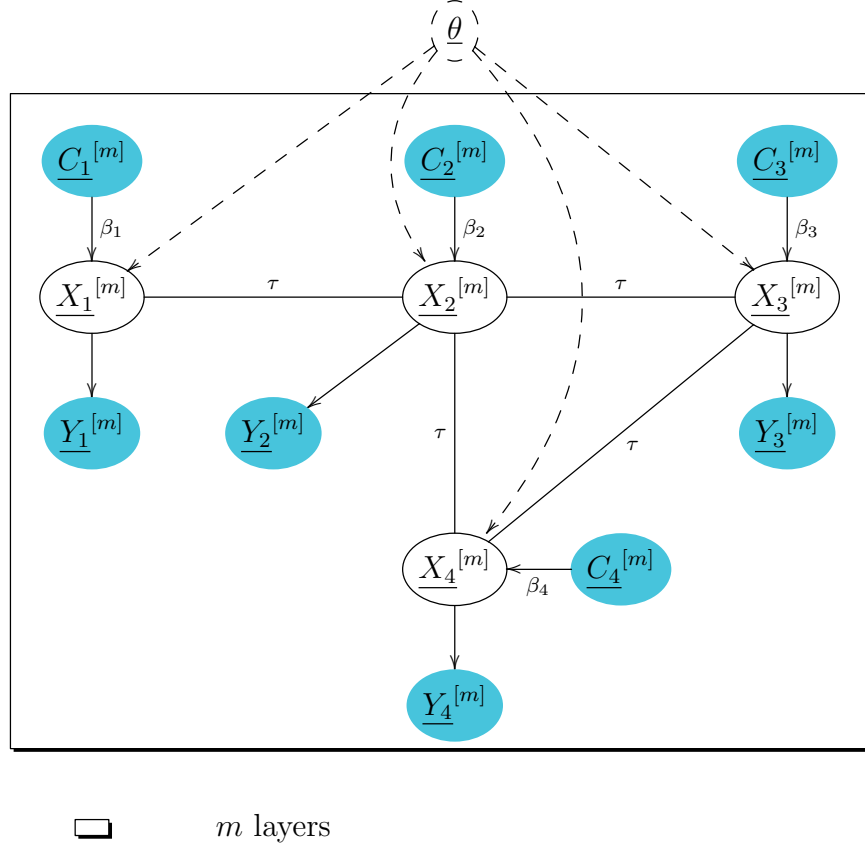 θ
C₁^[m] C₂^[m] C₃^[m]
β₁ β₂ β₃
X₁^[m] τ X₂^[m] τ X₃^[m]
Y₁^[m] Y₂^[m] τ τ Y₃^[m]
X₄^[m] β₄ C₄^[m]
Y₄^[m]
m layers